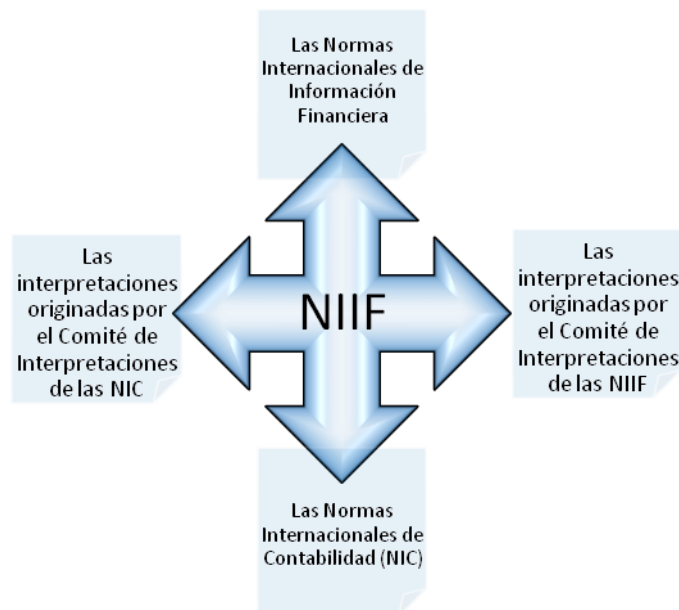 Las Normas
Internacionales de
Información
Financiera
Las
interpretaciones
originadas por
el Comité de
Interpretaciones
de las NIC
NIIF
Las
interpretaciones
originadas por
el Comité de
Interpretaciones
de las NIIF
Las Normas
Internacionales de
Contabilidad (NIC)